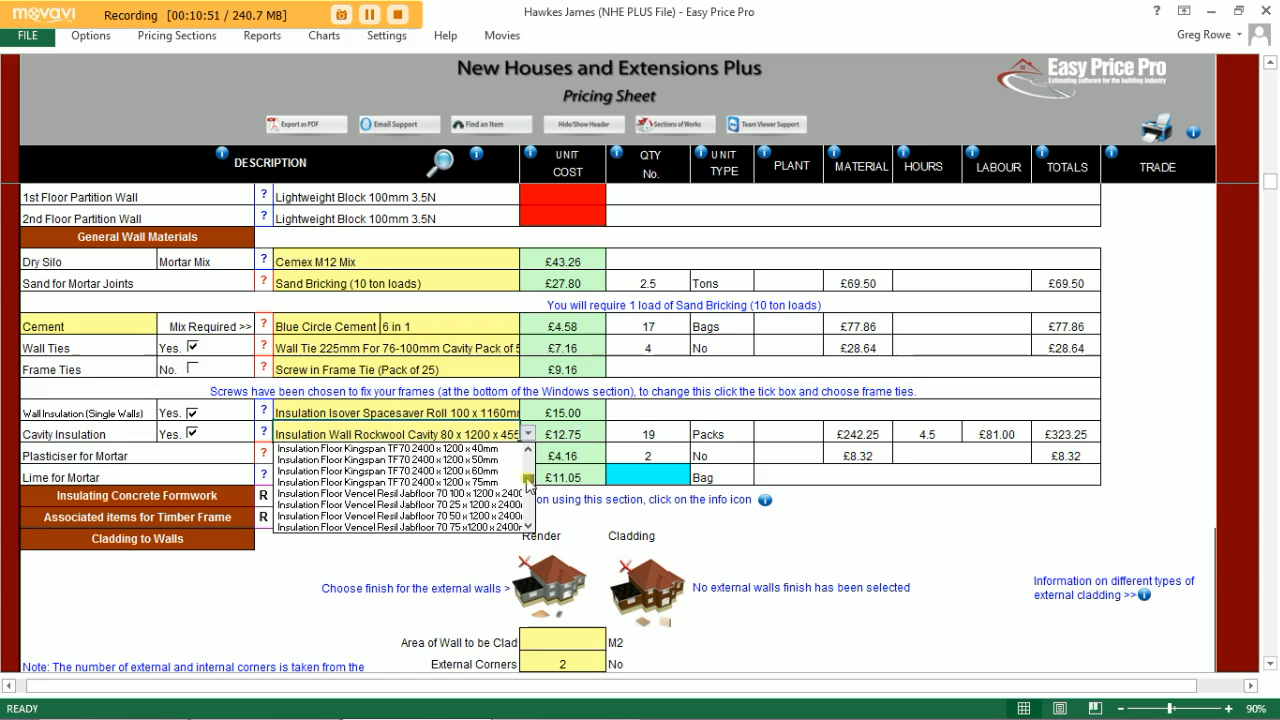 movavi
Recording (00:10:51 / 240.7 MB)
Hawkes James (NHE PLUS File) - Easy Price Pro
?
FILE Options Pricing Sections Reports Charts Settings Help Movies
Greg Rowe
New Houses and Extensions Plus
Pricing Sheet
Easy Price Pro
Estimating software for the building industry
Export as PDF Email Support Find an Item Hide/Show Header Sections of Works Team Viewer Support
DESCRIPTION UNIT COST QTY No. UNIT TYPE PLANT MATERIAL HOURS LABOUR TOTALS TRADE
1st Floor Partition Wall ? Lightweight Block 100mm 3.5N
2nd Floor Partition Wall ? Lightweight Block 100mm 3.5N
General Wall Materials
Dry Silo Mortar Mix ? Cemex M12 Mix £43.26
Sand for Mortar Joints ? Sand Bricking (10 ton loads) £27.80 2.5 Tons £69.50 £69.50
You will require 1 load of Sand Bricking (10 ton loads)
Cement Mix Required >> ? Blue Circle Cement 6 in 1 £4.58 17 Bags £77.86 £77.86
Wall Ties Yes. ? Wall Tie 225mm For 76-100mm Cavity Pack of 5 £7.16 4 No £28.64 £28.64
Frame Ties No. ? Screw in Frame Tie (Pack of 25) £9.16
Screws have been chosen to fix your frames (at the bottom of the Windows section), to change this click the tick box and choose frame ties.
Wall Insulation (Single Walls) Yes. ? Insulation Isover Spacesaver Roll 100 x 1160mm £15.00
Cavity Insulation Yes. ? Insulation Wall Rockwool Cavity 80 x 1200 x 455 £12.75 19 Packs £242.25 4.5 £81.00 £323.25
Plasticiser for Mortar ? £4.16 2 No £8.32 £8.32
Lime for Mortar ? £11.05 Bag
Insulation Floor Kingspan TF70 2400 x 1200 x 40mm
Insulation Floor Kingspan TF70 2400 x 1200 x 50mm
Insulation Floor Kingspan TF70 2400 x 1200 x 60mm
Insulation Floor Kingspan TF70 2400 x 1200 x 75mm
Insulation Floor Vencel Resil Jabfloor 70 100 x 1200 x 2400
Insulation Floor Vencel Resil Jabfloor 70 25 x 1200 x 2400
Insulation Floor Vencel Resil Jabfloor 70 50 x 1200 x 2400
Insulation Floor Vencel Resil Jabfloor 70 75 x1200 x 2400
Insulating Concrete Formwork R on using this section, click on the info icon
Associated items for Timber Frame R
Cladding to Walls
Render Cladding
Choose finish for the external walls > No external walls finish has been selected
Information on different types of external cladding >>
Area of Wall to be Clad M2
External Corners 2 No
Note: The number of external and internal corners is taken from the
READY 90%